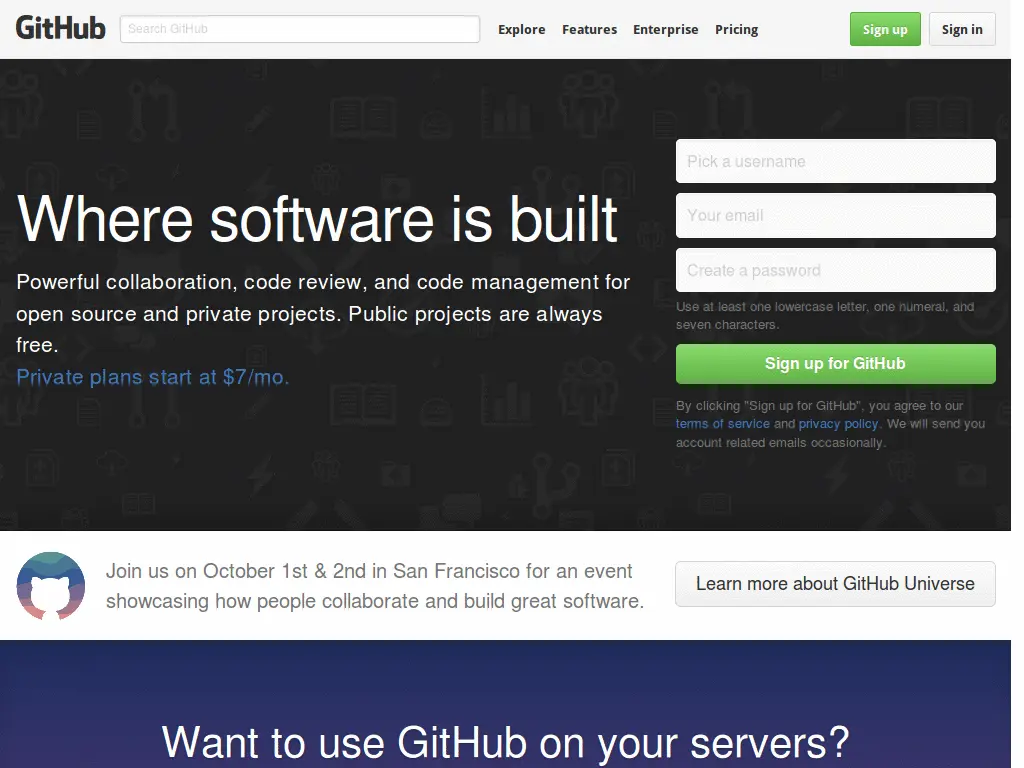 GitHub
Search GitHub
Explore Features Enterprise Pricing
Sign up
Sign in
Where software is built
Powerful collaboration, code review, and code management for
open source and private projects. Public projects are always
free.
Private plans start at $7/mo.
Pick a username
Your email
Create a password
Use at least one lowercase letter, one numeral, and
seven characters.
Sign up for GitHub
By clicking "Sign up for GitHub", you agree to our
terms of service and privacy policy. We will send you
account related emails occasionally.
Join us on October 1st & 2nd in San Francisco for an event
showcasing how people collaborate and build great software.
Learn more about GitHub Universe
Want to use GitHub on your servers?